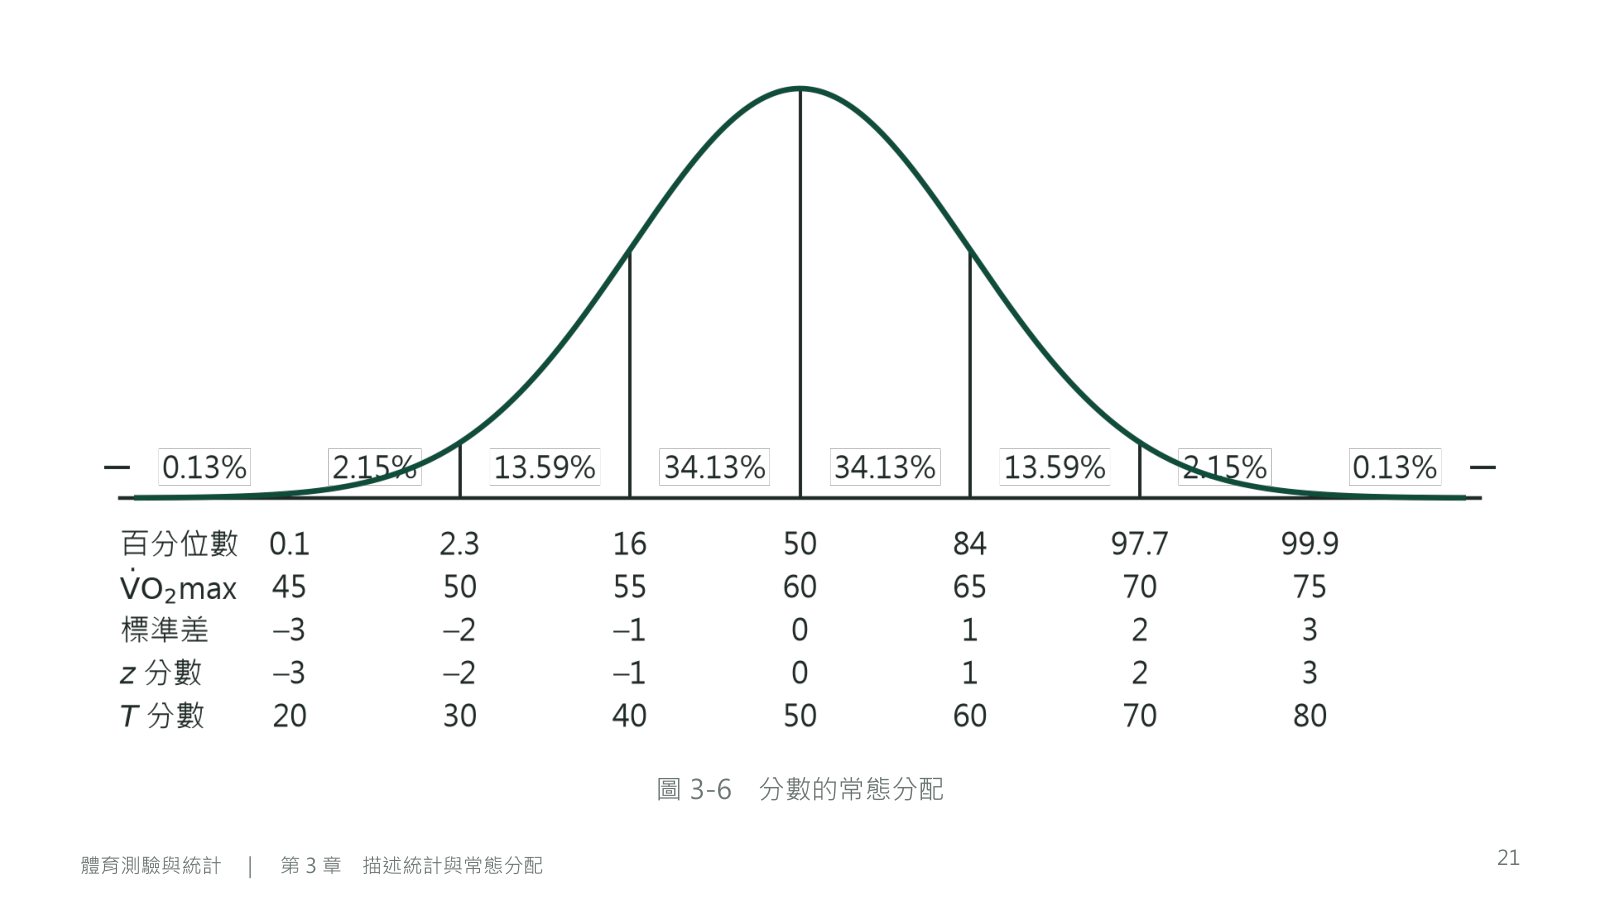 — 0.13% 2.15% 13.59% 34.13% 34.13% 13.59% 2.15% 0.13% —
百分位數 0.1 2.3 16 50 84 97.7 99.9
V̇O₂max 45 50 55 60 65 70 75
標準差 –3 –2 –1 0 1 2 3
z 分數 –3 –2 –1 0 1 2 3
T 分數 20 30 40 50 60 70 80
圖 3-6　分數的常態分配
體育測驗與統計　|　第 3 章　描述統計與常態分配
21